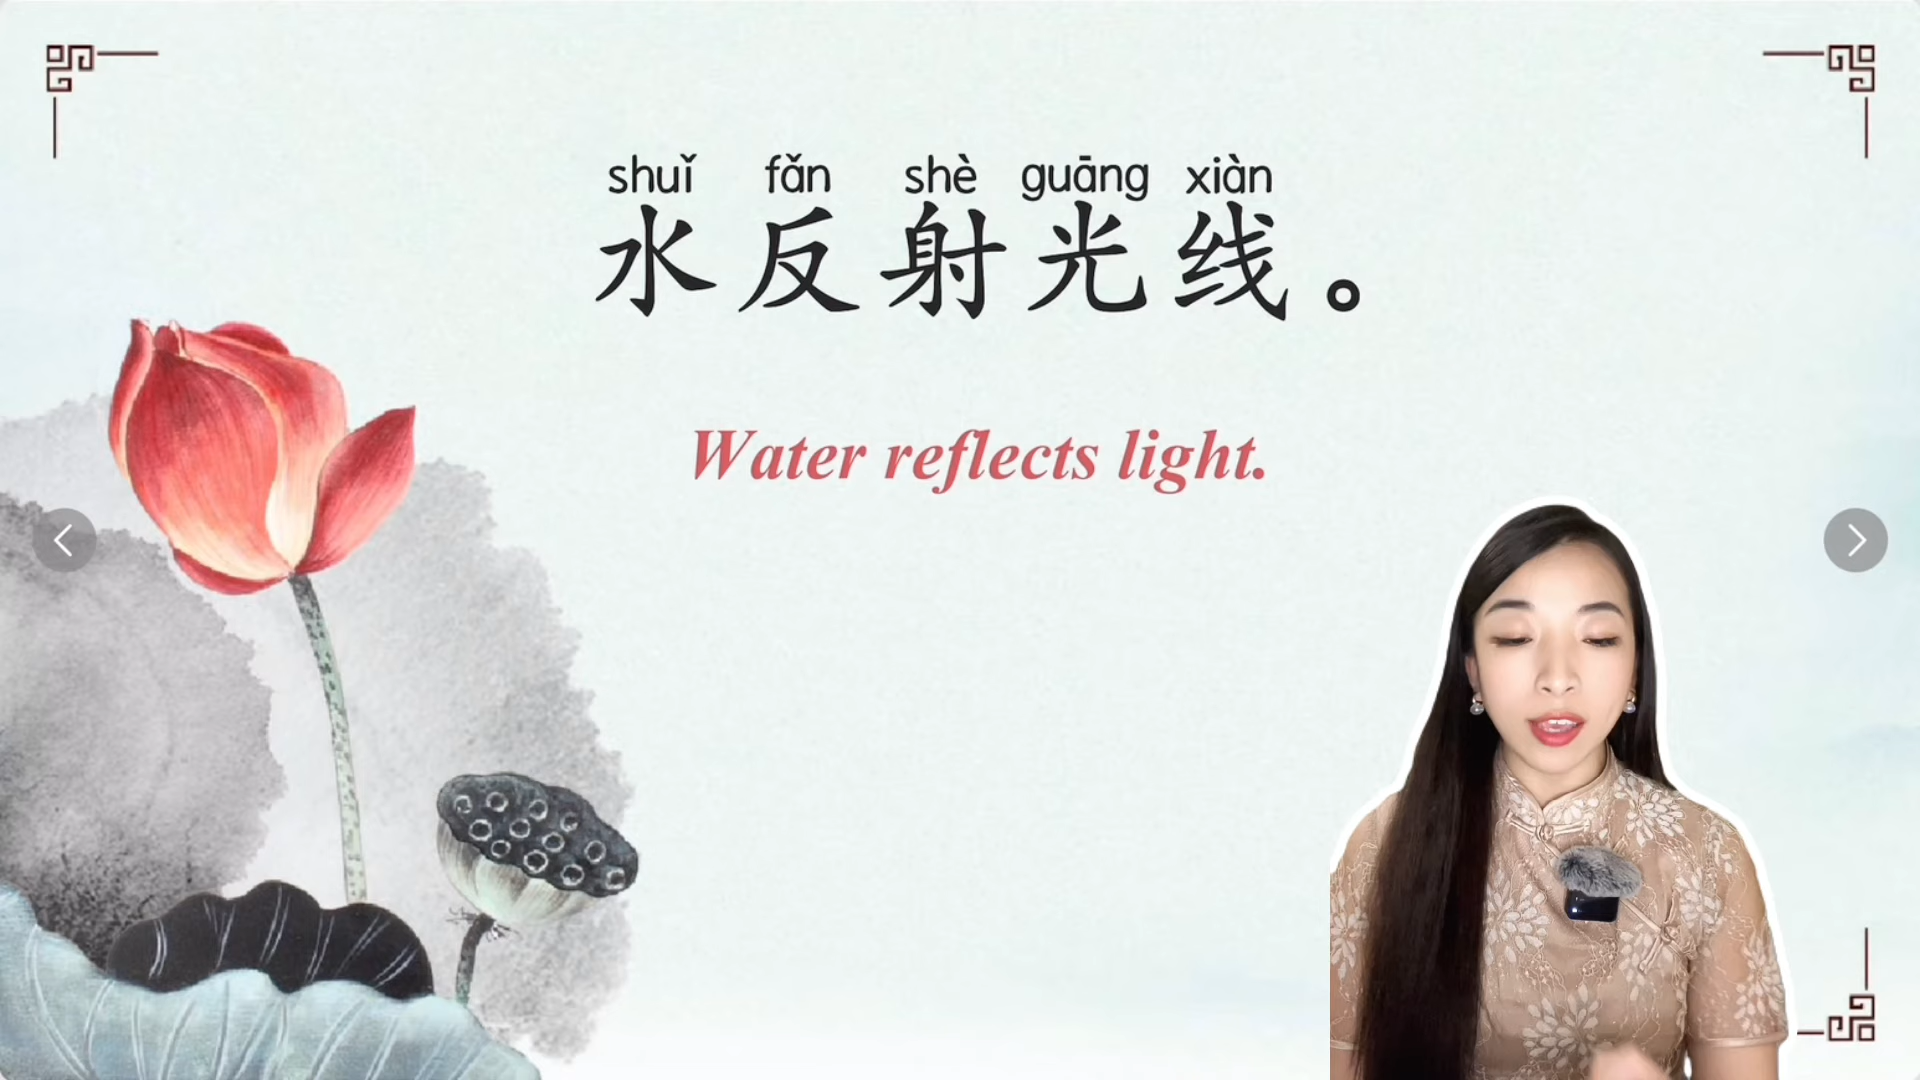 shuǐ fǎn shè guāng xiàn
水反射光线。
Water reflects light.